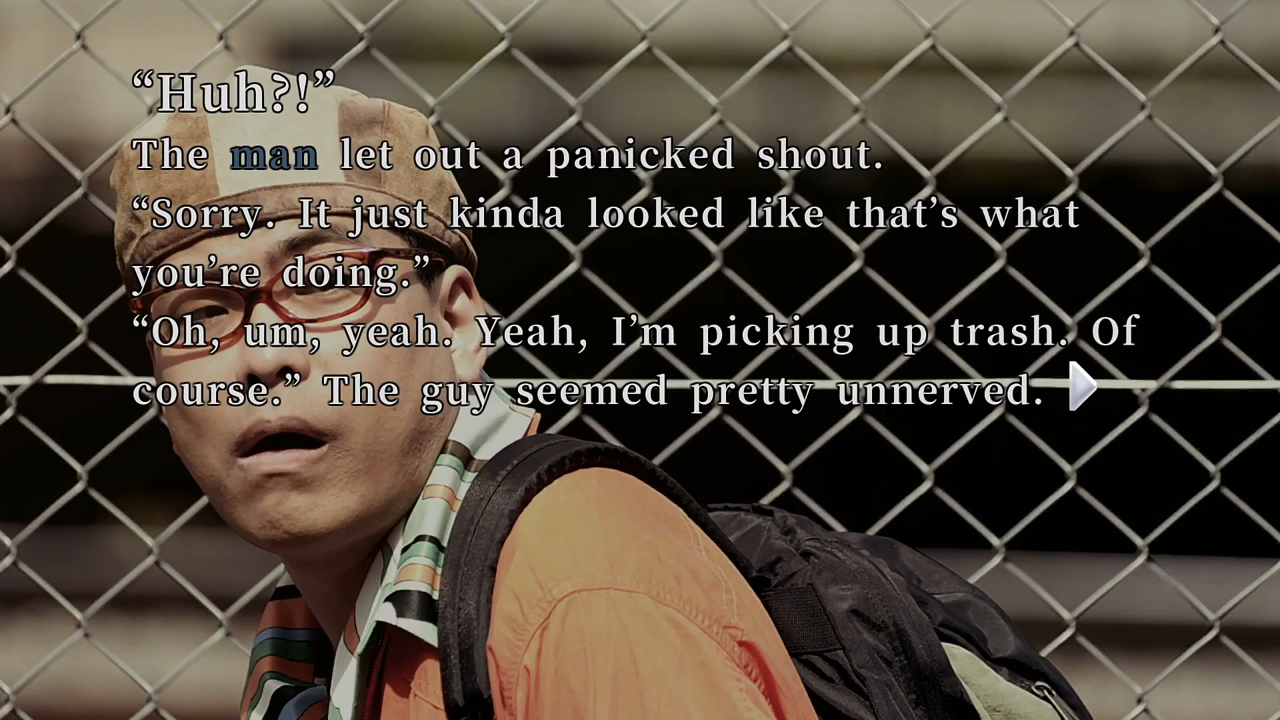 “Huh?!”
The man let out a panicked shout.
“Sorry. It just kinda looked like that’s what
you’re doing.”
“Oh, um, yeah. Yeah, I’m picking up trash. Of
course.” The guy seemed pretty unnerved.